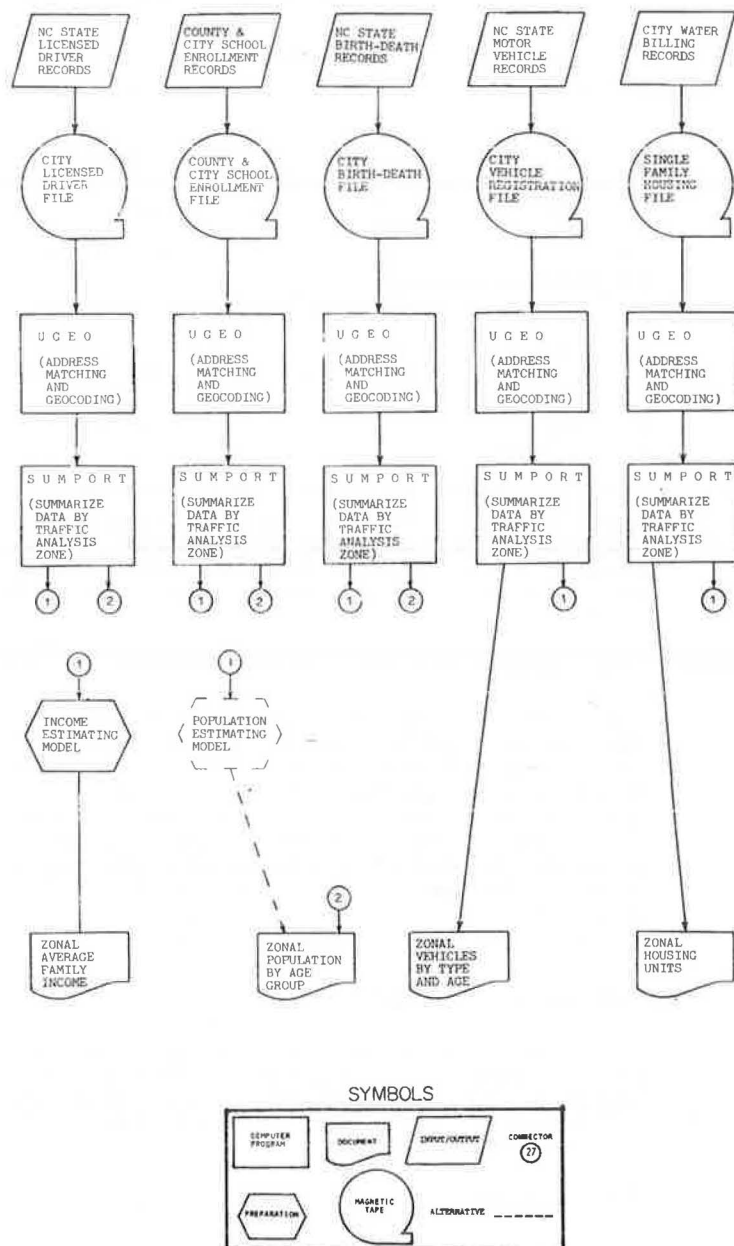 NC STATE
LICENSED
DRIVER
RECORDS
COUNTY &
CITY SCHOOL
ENROLLMENT
RECORDS
NC STATE
BIRTH-DEATH
RECORDS
NC STATE
MOTOR
VEHICLE
RECORDS
CITY WATER
BILLING
RECORDS
CITY
LICENSED
DRIVER
FILE
COUNTY &
CITY SCHOOL
ENROLLMENT
FILE
CITY
BIRTH-DEATH
FILE
CITY
VEHICLE
REGISTRATION
FILE
SINGLE
FAMILY
HOUSING
FILE
U G E O
(ADDRESS
MATCHING
AND
GEOCODING)
U G E O
(ADDRESS
MATCHING
AND
GEOCODING)
U G E O
(ADDRESS
MATCHING
AND
GEOCODING)
U G E O
(ADDRESS
MATCHING
AND
GEOCODING)
U G E O
(ADDRESS
MATCHING
AND
GEOCODING)
S U M P O R T
(SUMMARIZE
DATA BY
TRAFFIC
ANALYSIS
ZONE)
S U M P O R T
(SUMMARIZE
DATA BY
TRAFFIC
ANALYSIS
ZONE)
S U M P O R T
(SUMMARIZE
DATA BY
TRAFFIC
ANALYSIS
ZONE)
S U M P O R T
(SUMMARIZE
DATA BY
TRAFFIC
ANALYSIS
ZONE)
S U M P O R T
(SUMMARIZE
DATA BY
TRAFFIC
ANALYSIS
ZONE)
1
2
1
2
1
2
1
1
1
1
INCOME
ESTIMATING
MODEL
POPULATION
ESTIMATING
MODEL
2
ZONAL
AVERAGE
FAMILY
INCOME
ZONAL
POPULATION
BY AGE
GROUP
ZONAL
VEHICLES
BY TYPE
AND AGE
ZONAL
HOUSING
UNITS
SYMBOLS
COMPUTER
PROGRAM
DOCUMENT
INPUT/OUTPUT
CONNECTOR
27
PREPARATION
MAGNETIC
TAPE
ALTERNATIVE